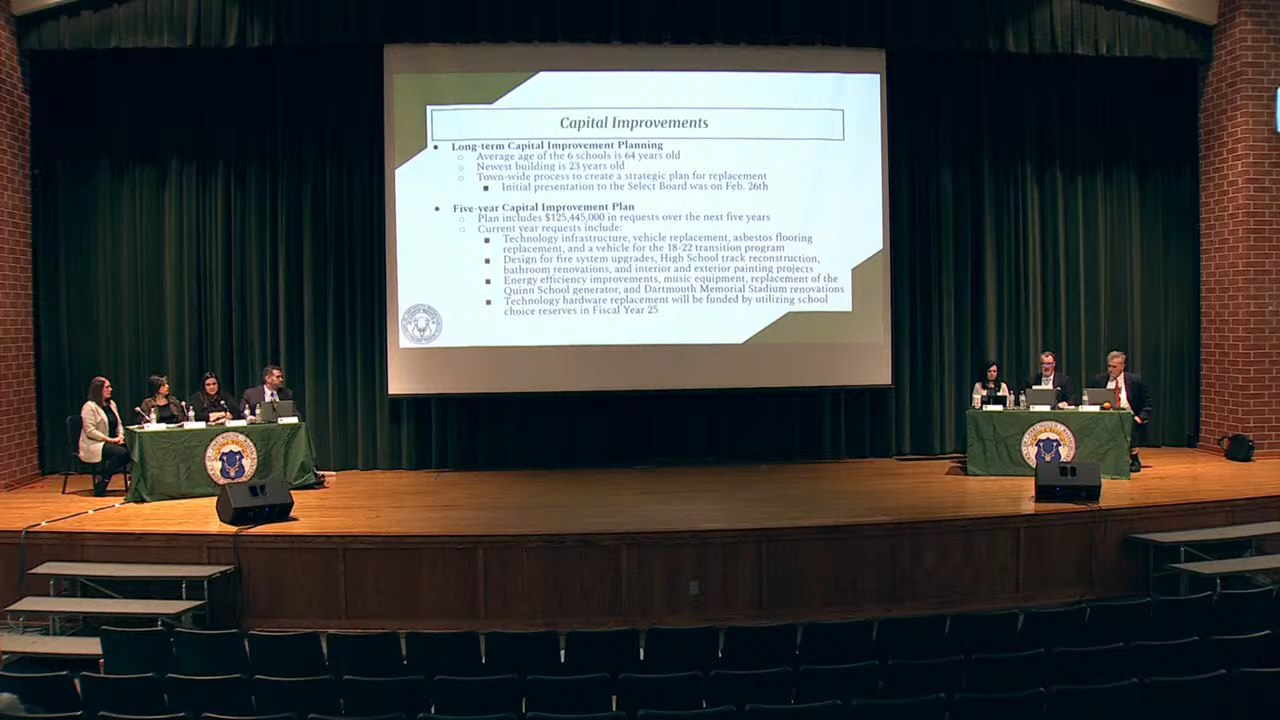 Capital Improvements
● Long-term Capital Improvement Planning
○ Average age of the 6 schools is 64 years old
○ Newest building is 23 years old
○ Town-wide process to create a strategic plan for replacement
■ Initial presentation to the Select Board was on Feb. 26th
● Five-year Capital Improvement Plan
○ Plan includes $125,445,000 in requests over the next five years
○ Current year requests include:
■ Technology infrastructure, vehicle replacement, asbestos flooring
replacement, and a vehicle for the 18-22 transition program
■ Design for fire system upgrades, High School track reconstruction,
bathroom renovations, and interior and exterior painting projects
■ Energy efficiency improvements, music equipment, replacement of the
Quinn School generator, and Dartmouth Memorial Stadium renovations
■ Technology hardware replacement will be funded by utilizing school
choice reserves in Fiscal Year 25